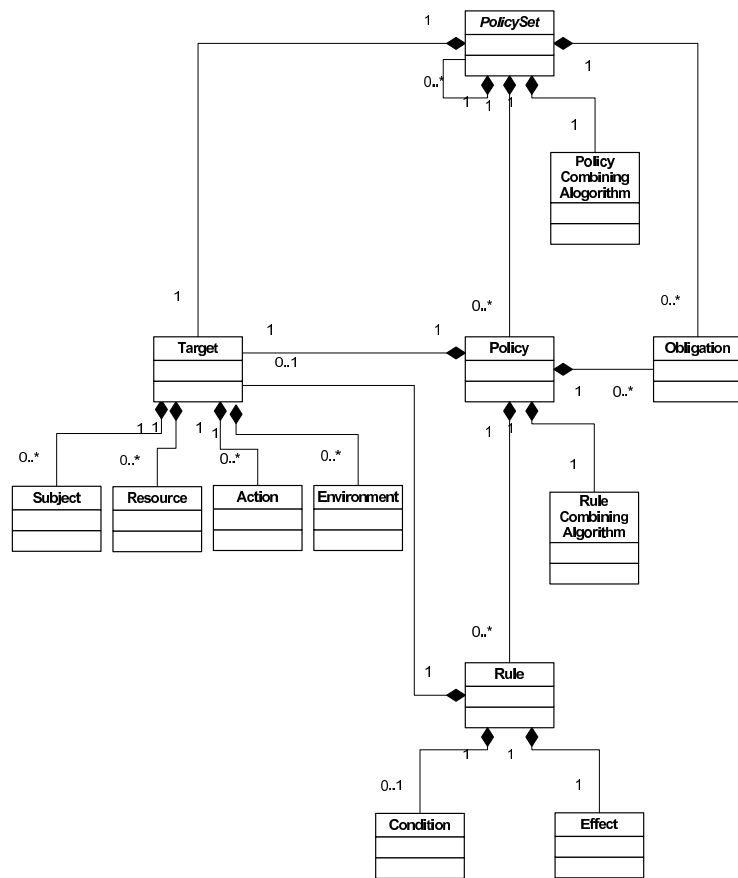 1
PolicySet
1
0..*
1
1
1
1
Policy
Combining
Alogorithm
1
0..*
0..*
1
1
Target
Policy
Obligation
0..1
1
0..*
1
1
1
1
1
1
0..*
0..*
0..*
0..*
1
Subject
Resource
Action
Environment
Rule
Combining
Algorithm
0..*
1
Rule
1
1
0..1
1
Condition
Effect